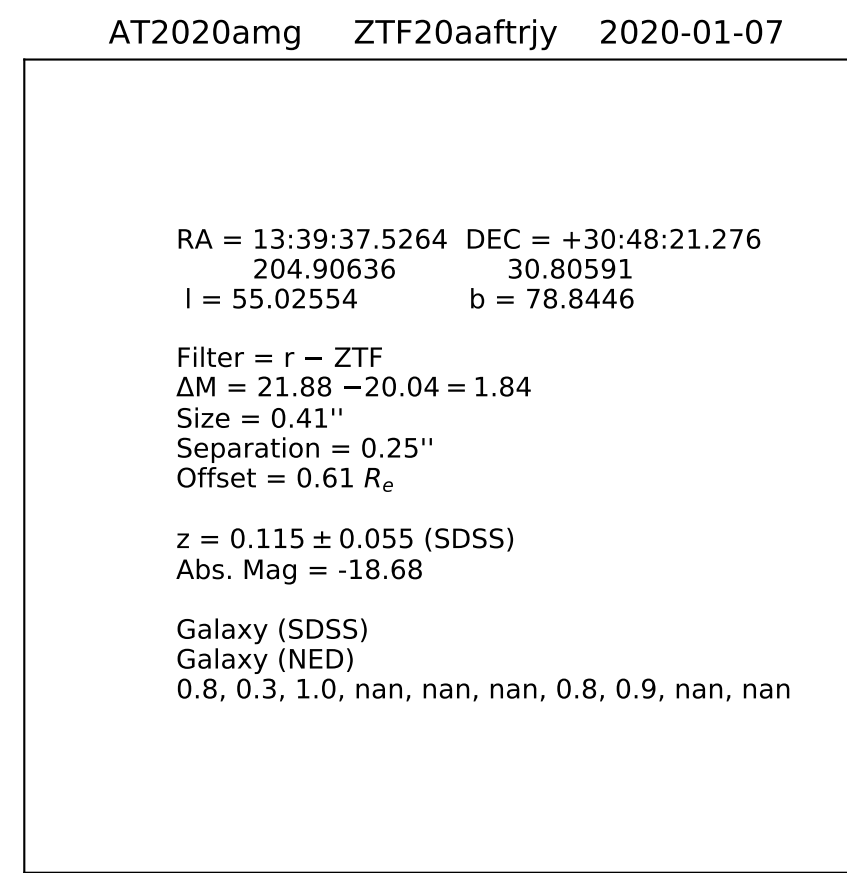 AT2020amg ZTF20aaftrjy 2020-01-07
RA = 13:39:37.5264 DEC = +30:48:21.276
204.90636 30.80591
l = 55.02554 b = 78.8446
Filter = r − ZTF
ΔM = 21.88 −20.04 = 1.84
Size = 0.41''
Separation = 0.25''
Offset = 0.61 Re
z = 0.115 ± 0.055 (SDSS)
Abs. Mag = -18.68
Galaxy (SDSS)
Galaxy (NED)
0.8, 0.3, 1.0, nan, nan, nan, 0.8, 0.9, nan, nan